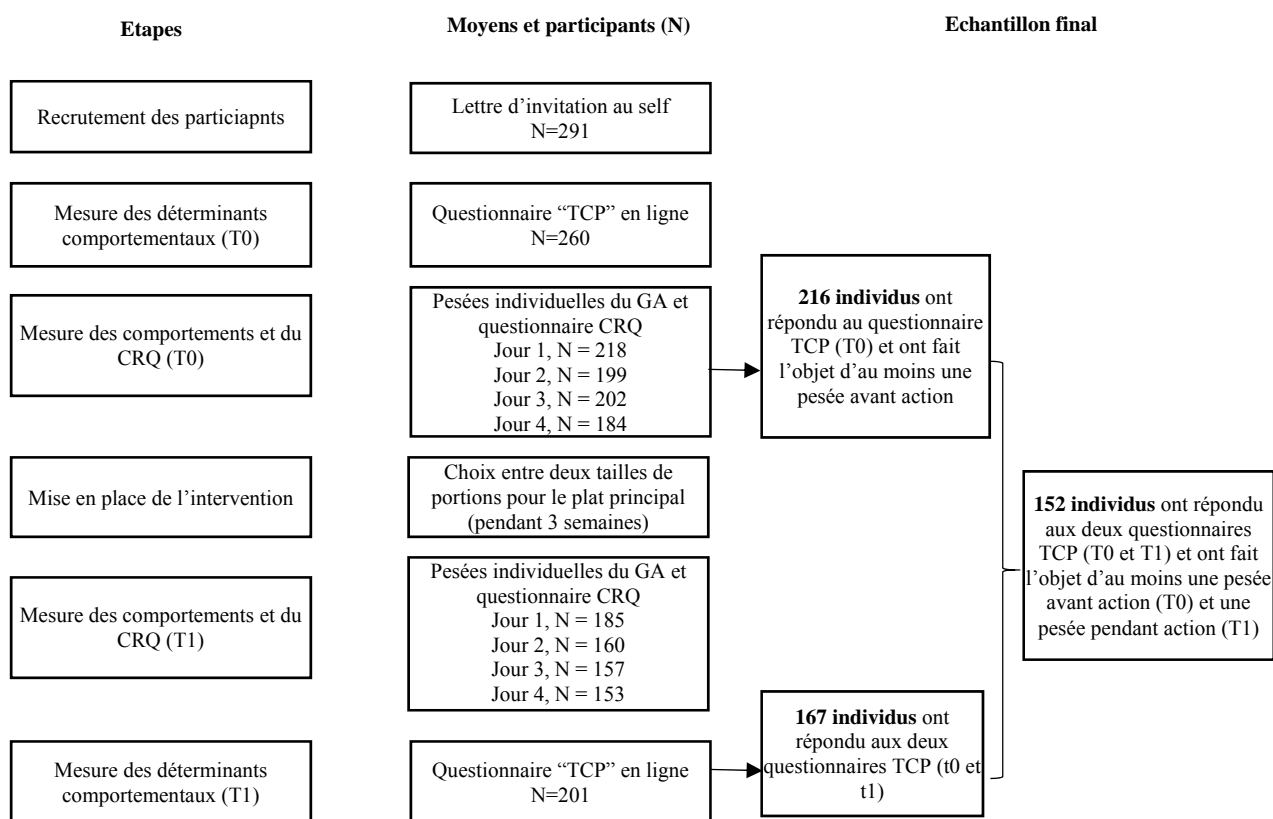 Etapes
Moyens et participants (N)
Echantillon final
Recrutement des particiapnts
Lettre d’invitation au self
N=291
Mesure des déterminants
comportementaux (T0)
Questionnaire “TCP” en ligne
N=260
Mesure des comportements et du
CRQ (T0)
Pesées individuelles du GA et
questionnaire CRQ
Jour 1, N = 218
Jour 2, N = 199
Jour 3, N = 202
Jour 4, N = 184
216 individus ont
répondu au questionnaire
TCP (T0) et ont fait
l’objet d’au moins une
pesée avant action
Mise en place de l’intervention
Choix entre deux tailles de
portions pour le plat principal
(pendant 3 semaines)
152 individus ont répondu
aux deux questionnaires
TCP (T0 et T1) et ont fait
l’objet d’au moins une pesée
avant action (T0) et une
pesée pendant action (T1)
Mesure des comportements et du
CRQ (T1)
Pesées individuelles du GA et
questionnaire CRQ
Jour 1, N = 185
Jour 2, N = 160
Jour 3, N = 157
Jour 4, N = 153
Mesure des déterminants
comportementaux (T1)
Questionnaire “TCP” en ligne
N=201
167 individus ont
répondu aux deux
questionnaires TCP (t0 et
t1)